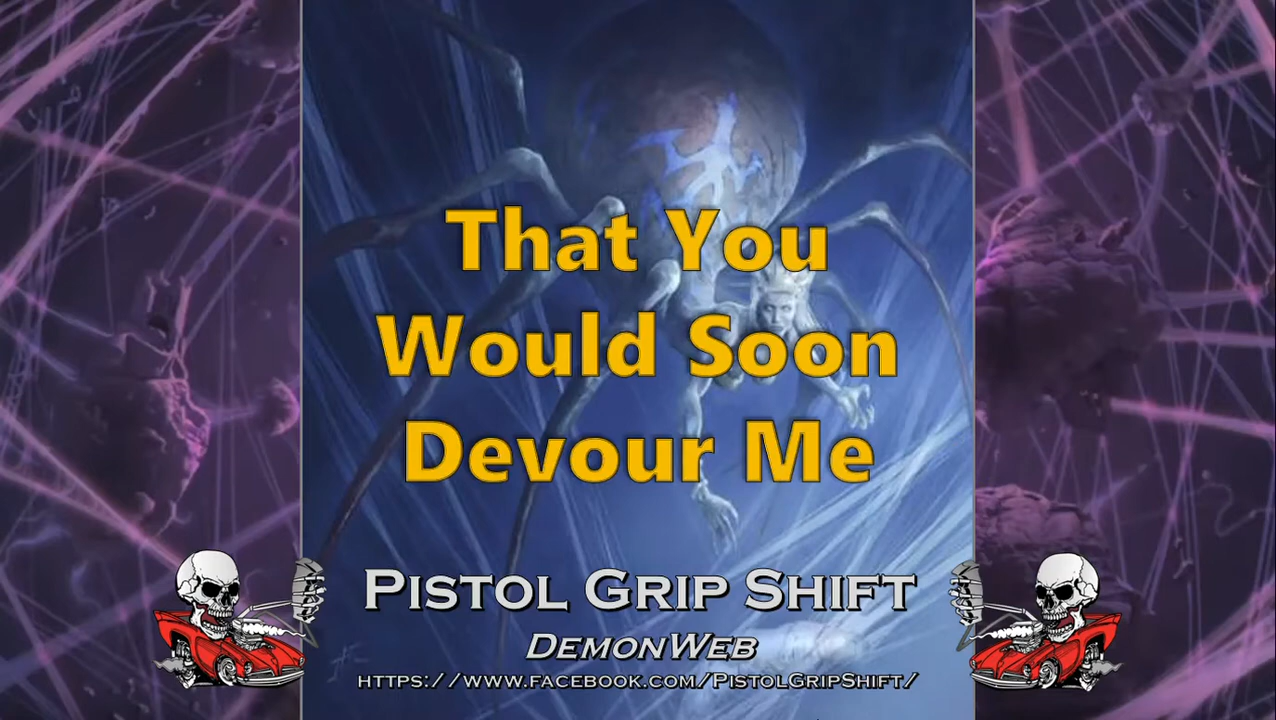 That You
Would Soon
Devour Me
Pistol Grip Shift
DemonWeb
https://www.facebook.com/PistolGripShift/